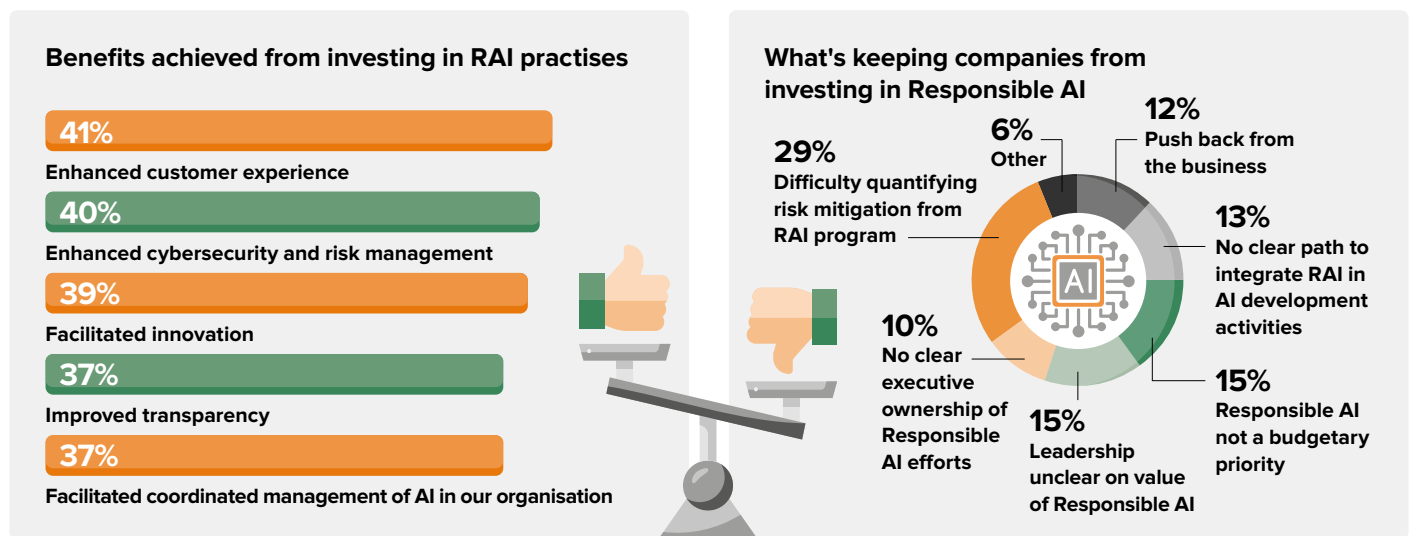 Benefits achieved from investing in RAI practises
41%
Enhanced customer experience
40%
Enhanced cybersecurity and risk management
39%
Facilitated innovation
37%
Improved transparency
37%
Facilitated coordinated management of AI in our organisation
What's keeping companies from
investing in Responsible AI
12%
Push back from
the business
13%
No clear path to
integrate RAI in
AI development
activities
15%
Responsible AI
not a budgetary
priority
15%
Leadership
unclear on value
of Responsible AI
10%
No clear
executive
ownership of
Responsible
AI efforts
29%
Difficulty quantifying
risk mitigation from
RAI program
6%
Other
AI